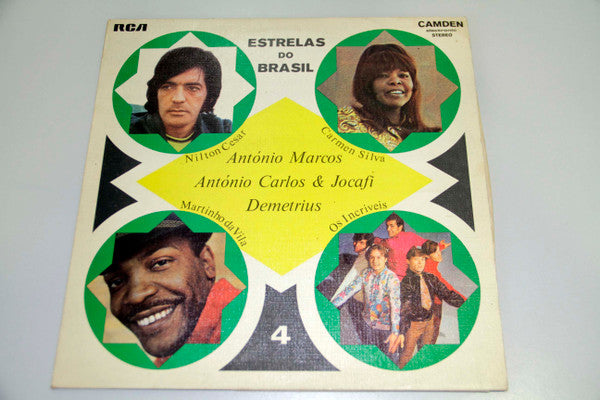 RCA
CAMDEN
STEREO
ESTRELAS
DO
BRASIL
Nilton Cesar
Carmen Silva
António Marcos
António Carlos & Jocafi
Demetrius
Martinho da Vila
Os Incríveis
4